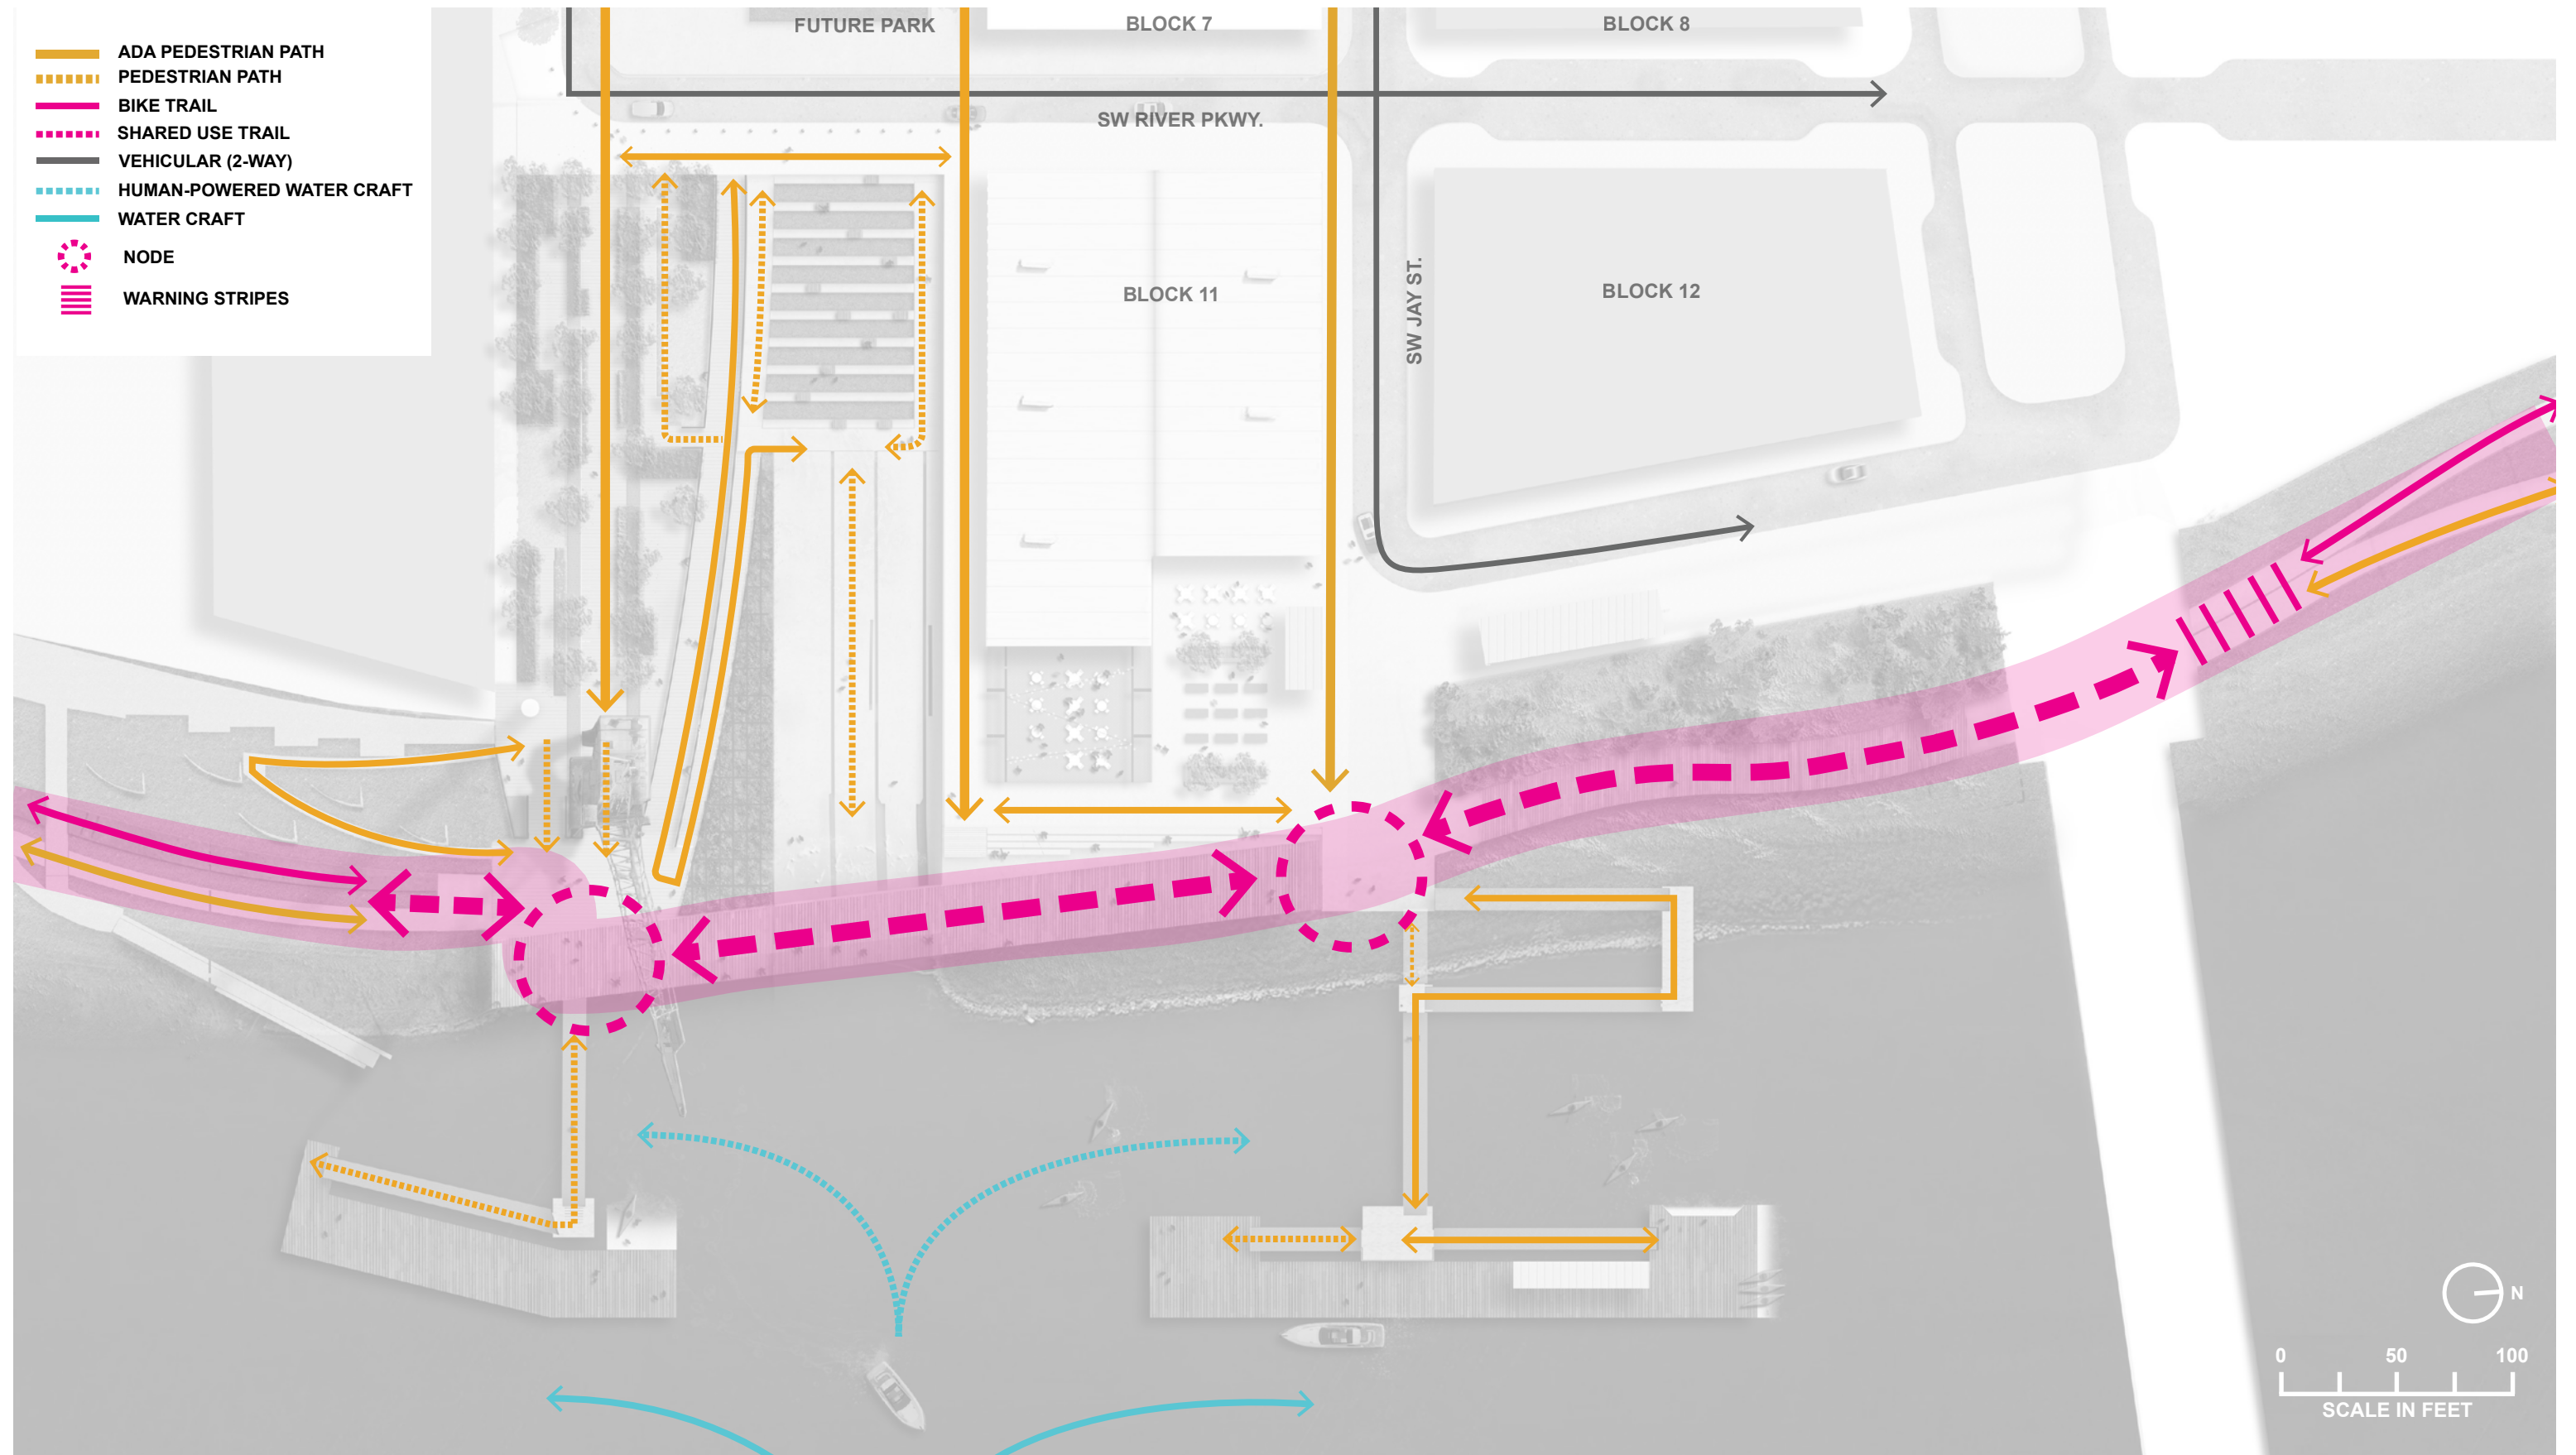 ADA PEDESTRIAN PATH
PEDESTRIAN PATH
BIKE TRAIL
SHARED USE TRAIL
VEHICULAR (2-WAY)
HUMAN-POWERED WATER CRAFT
WATER CRAFT
NODE
WARNING STRIPES
FUTURE PARK
BLOCK 7
BLOCK 8
SW RIVER PKWY.
BLOCK 11
SW JAY ST.
BLOCK 12
N
0 50 100
SCALE IN FEET